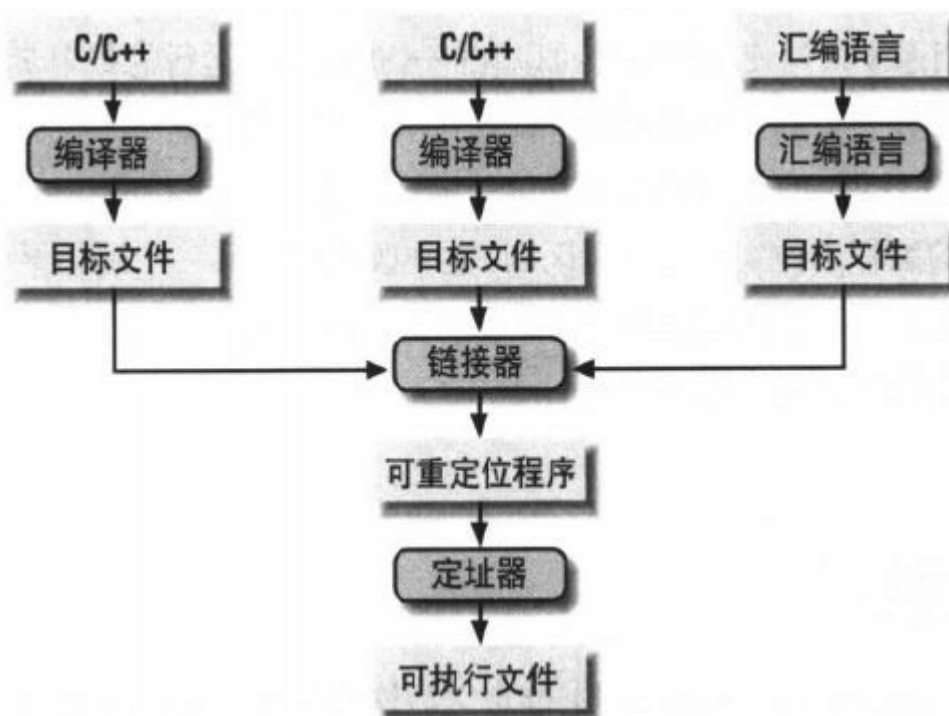 C/C++
C/C++
汇编语言
编译器
编译器
汇编语言
目标文件
目标文件
目标文件
链接器
可重定位程序
定址器
可执行文件